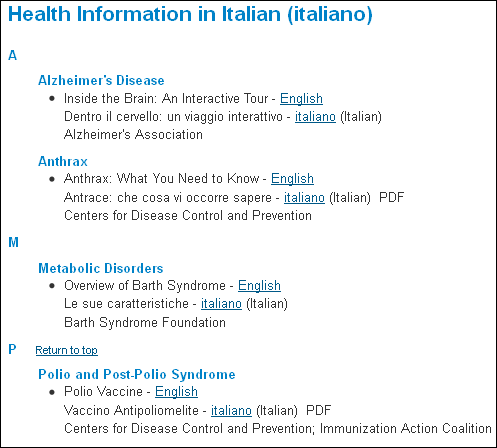 Health Information in Italian (italiano)
A
Alzheimer's Disease
Inside the Brain: An Interactive Tour - English
Dentro il cervello: un viaggio interattivo - italiano (Italian)
Alzheimer's Association
Anthrax
Anthrax: What You Need to Know - English
Antrace: che cosa vi occorre sapere - italiano (Italian) PDF
Centers for Disease Control and Prevention
M
Metabolic Disorders
Overview of Barth Syndrome - English
Le sue caratteristiche - italiano (Italian)
Barth Syndrome Foundation
P Return to top
Polio and Post-Polio Syndrome
Polio Vaccine - English
Vaccino Antipoliomelite - italiano (Italian) PDF
Centers for Disease Control and Prevention; Immunization Action Coalition